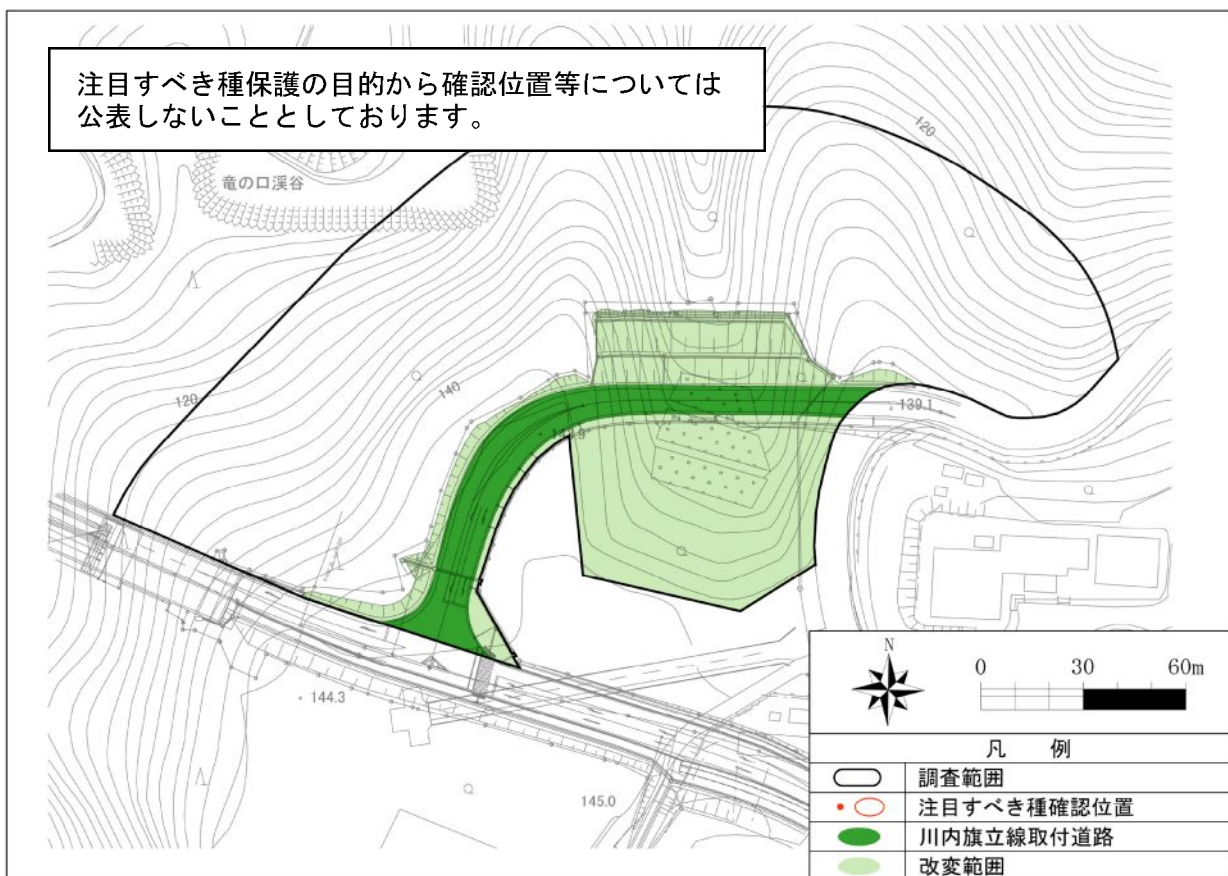 注目すべき種保護の目的から確認位置等については
公表しないこととしております。
120
竜の口渓谷
140
120
139.1
144.3
145.0
N
0 30 60m
凡 例
調査範囲
注目すべき種確認位置
川内旗立線取付道路
改変範囲